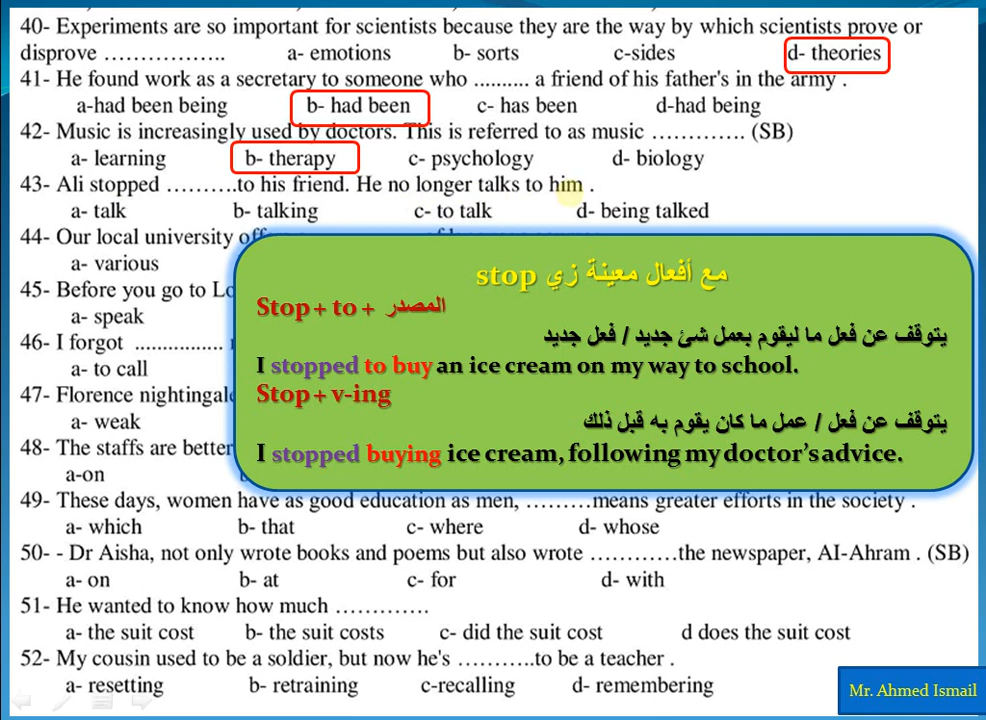 40- Experiments are so important for scientists because they are the way by which scientists prove or
disprove ................. a- emotions b- sorts c-sides d- theories
41- He found work as a secretary to someone who .......... a friend of his father's in the army .
a-had been being b- had been c- has been d-had being
42- Music is increasingly used by doctors. This is referred to as music ............. (SB)
a- learning b- therapy c- psychology d- biology
43- Ali stopped ..........to his friend. He no longer talks to him .
a- talk b- talking c- to talk d- being talked
44- Our local university
a- various
45- Before you go to
a- speak
46- I forgot ................
a- to call
47- Florence nightingale
a- weak
48- The staffs are better
a-on
مع أفعال معينة زي stop
Stop + to + المصدر
يتوقف عن فعل ما ليقوم بعمل شئ جديد / فعل جديد
I stopped to buy an ice cream on my way to school.
Stop + v-ing
يتوقف عن فعل / عمل ما كان يقوم به قبل ذلك
I stopped buying ice cream, following my doctor's advice.
49- These days, women have as good education as men, .........means greater efforts in the society .
a- which b- that c- where d- whose
50- - Dr Aisha, not only wrote books and poems but also wrote ............the newspaper, AI-Ahram . (SB)
a- on b- at c- for d- with
51- He wanted to know how much .............
a- the suit cost b- the suit costs c- did the suit cost d does the suit cost
52- My cousin used to be a soldier, but now he's ...........to be a teacher .
a- resetting b- retraining c-recalling d- remembering
Mr. Ahmed Ismail